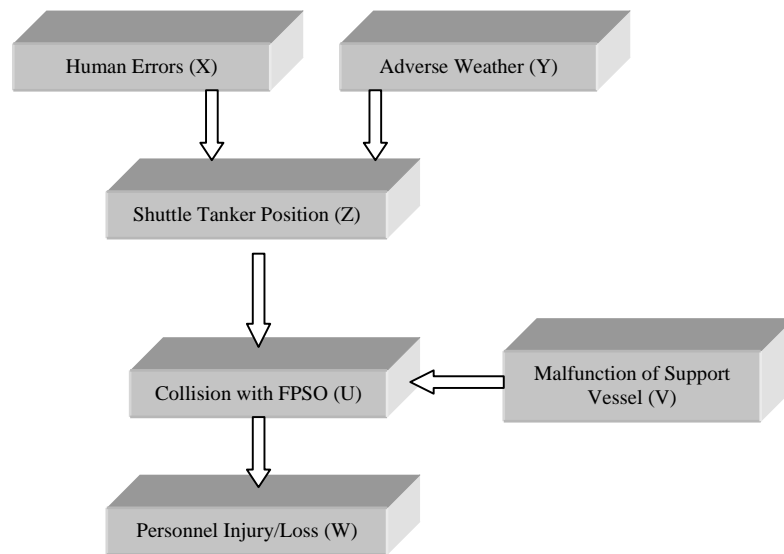 Human Errors (X)
Adverse Weather (Y)
Shuttle Tanker Position (Z)
Collision with FPSO (U)
Malfunction of Support
Vessel (V)
Personnel Injury/Loss (W)